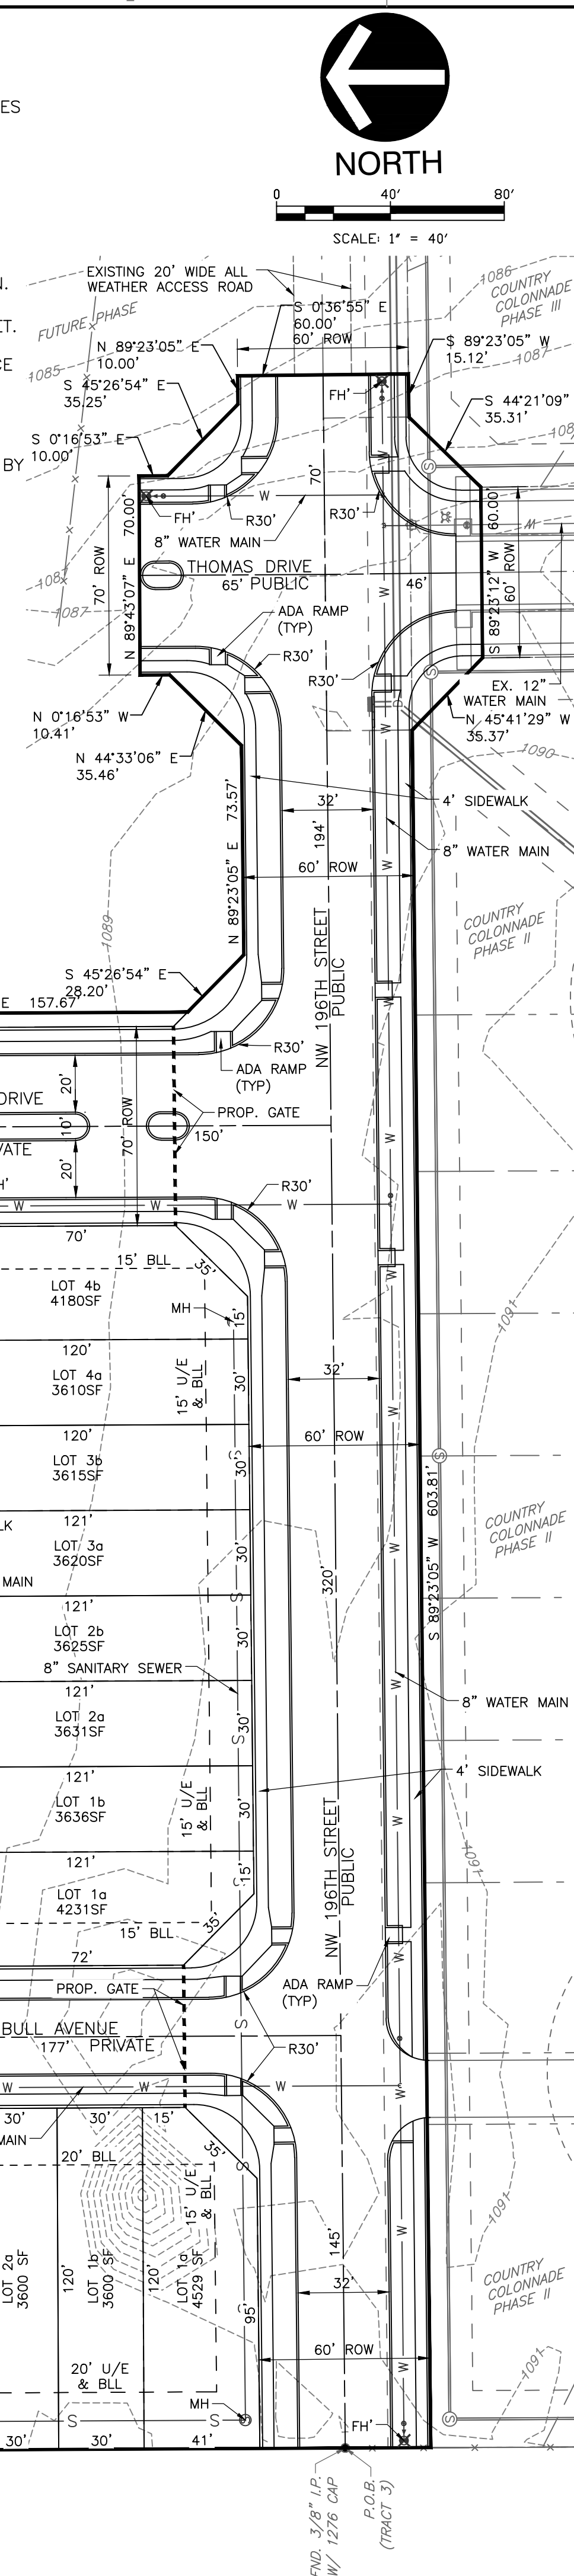 ES
NORTH
0 40' 80'
SCALE: 1" = 40'
N.
ET.
CE
BY
EXISTING 20' WIDE ALL
WEATHER ACCESS ROAD
FUTURE PHASE
1085
1086
COUNTRY
COLONNADE
PHASE III
S 0°36'55" E
60.00'
60' ROW
N 89°23'05" E
10.00'
S 89°23'05" W
15.12'
1087
S 45°26'54" E
35.25'
FH'
S 44°21'09"
35.31'
S 0°16'53" E
10.00'
W
FH'
R30'
R30'
70'
8" WATER MAIN
70' ROW
N 89°43'07" E 70.00'
THOMAS DRIVE
65' PUBLIC
46'
S 89°23'12" W 60.00'
60' ROW
1087
1087
ADA RAMP
(TYP)
R30'
R30'
EX. 12"
WATER MAIN
N 0°16'53" W
10.41'
N 45°41'29" W
35.37'
N 44°33'06" E
35.46'
1090
32'
4' SIDEWALK
194'
8" WATER MAIN
N 89°23'05" E 73.57'
60' ROW
1089
COUNTRY
COLONNADE
PHASE II
NW 196TH STREET
PUBLIC
S 45°26'54" E
28.20'
E 157.67'
R30'
ADA RAMP
(TYP)
DRIVE
20'
10'
20'
70' ROW
PROP. GATE
150'
VATE
H'
R30'
W W W
70'
15' BLL
35'
LOT 4b
4180SF
MH
15'
1091
120'
LOT 4a
3610SF
15' U/E
& BLL
30'
32'
120'
LOT 3b
3615SF
30'
60' ROW
S 89°23'05" W 603.81'
121'
LOT 3a
3620SF
LK
MAIN
30'
320'
COUNTRY
COLONNADE
PHASE II
121'
LOT 2b
3625SF
30'
8" SANITARY SEWER
121'
LOT 2a
3631SF
30'
8" WATER MAIN
121'
LOT 1b
3636SF
15' U/E
& BLL
30'
4' SIDEWALK
121'
LOT 1a
4231SF
15'
NW 196TH STREET
PUBLIC
1091
15' BLL
35'
72'
PROP. GATE
ADA RAMP
(TYP)
BULL AVENUE
177' PRIVATE
R30'
W W W
30' 30' 15'
MAIN
35'
20' BLL
15' U/E
& BLL
LOT 2a
3600 SF
120'
LOT 1b
3600 SF
120'
LOT 1a
4529 SF
95'
145'
32'
1091
COUNTRY
COLONNADE
PHASE II
60' ROW
20' U/E
& BLL
1091
MH
FH'
30' 30' 41'
FND. 3/8" I.P.
W/ 1276 CAP
P.O.B.
(TRACT 3)